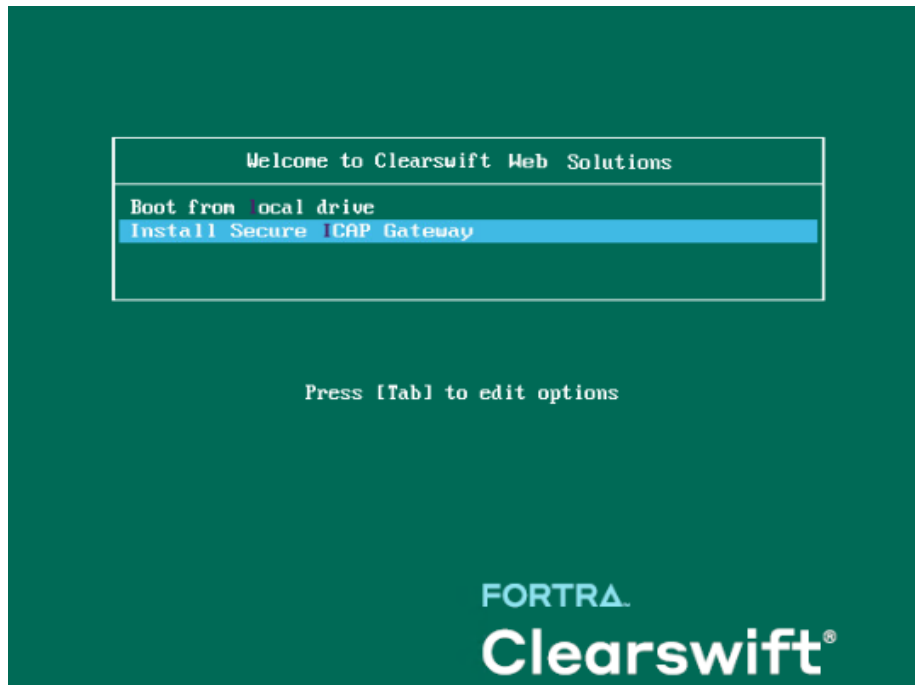 Welcome to Clearswift Web Solutions
Boot from local drive
Install Secure ICAP Gateway
Press [Tab] to edit options
FORTRA™
Clearswift®